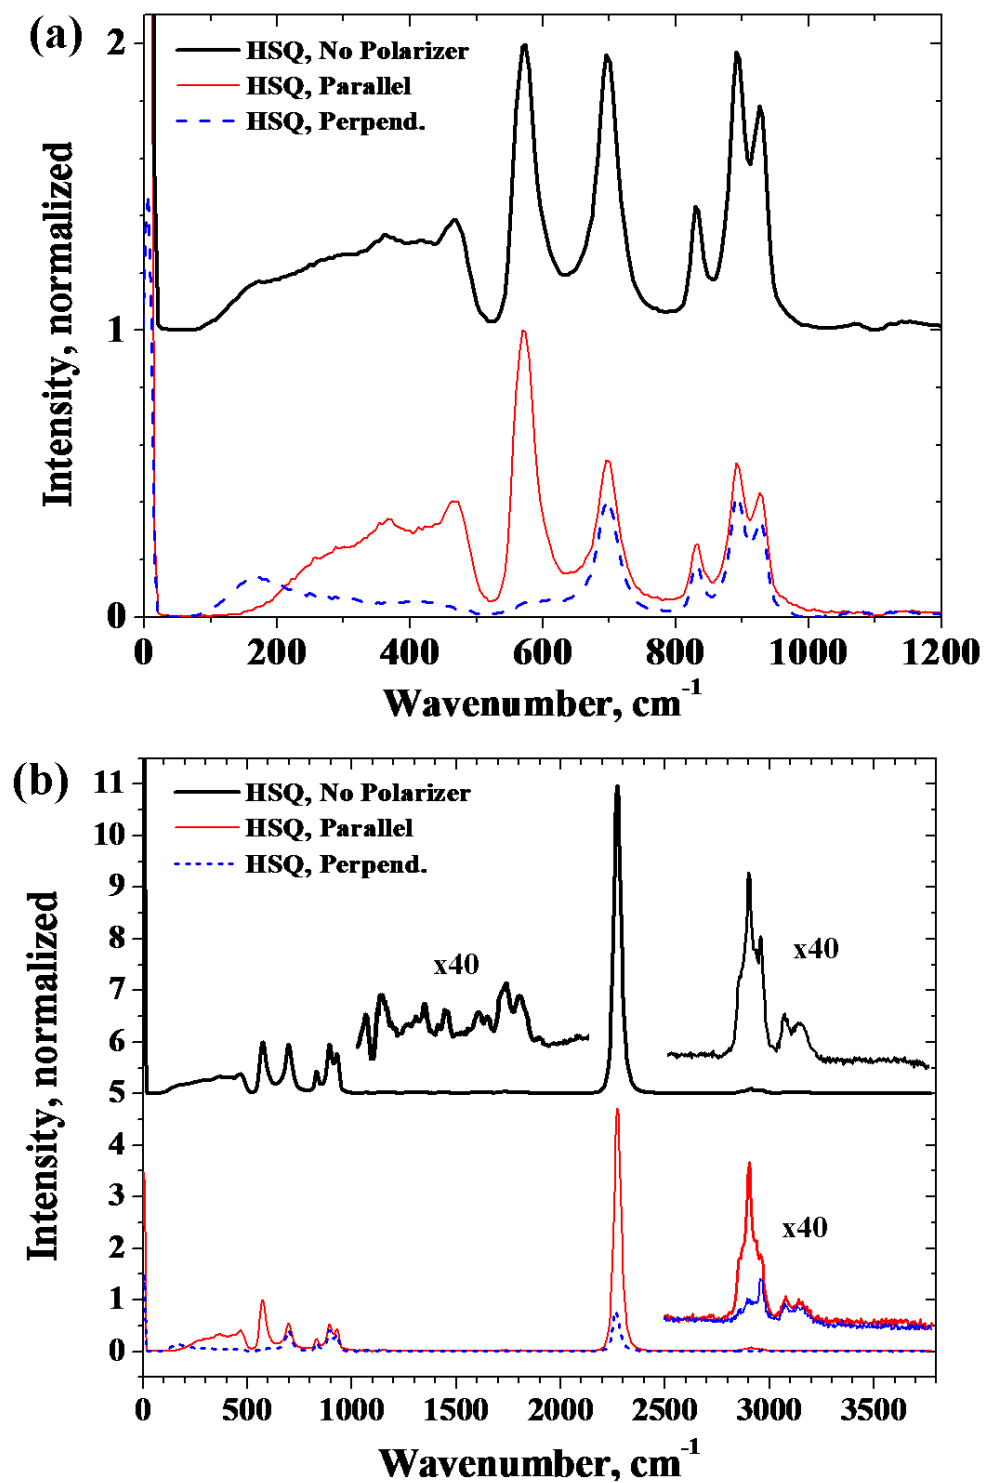 (a)
HSQ, No Polarizer
HSQ, Parallel
HSQ, Perpend.
Intensity, normalized
2
1
0
0 200 400 600 800 1000 1200
Wavenumber, cm-1
(b)
HSQ, No Polarizer
HSQ, Parallel
HSQ, Perpend.
x40
x40
x40
Intensity, normalized
11
10
9
8
7
6
5
4
3
2
1
0
0 500 1000 1500 2000 2500 3000 3500
Wavenumber, cm-1